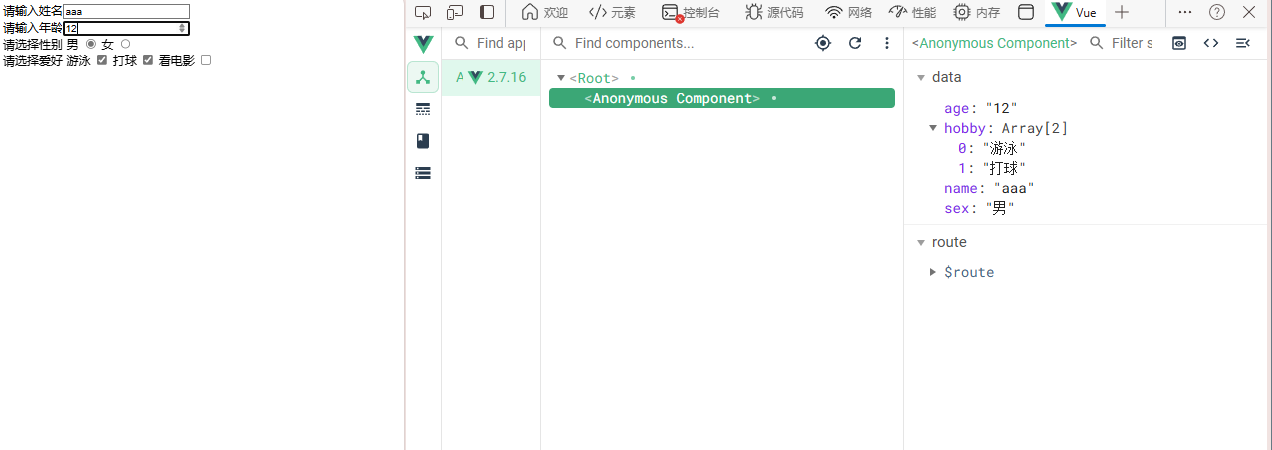 请输入姓名 aaa
请输入年龄 12
请选择性别 男 女
请选择爱好 游泳 打球 看电影
欢迎 元素 控制台 源代码 网络 性能 内存 Vue
Find app
A 2.7.16
Find components...
<Root>
<Anonymous Component>
<Anonymous Component> Filter s
data
age: "12"
hobby: Array[2]
0: "游泳"
1: "打球"
name: "aaa"
sex: "男"
route
$route